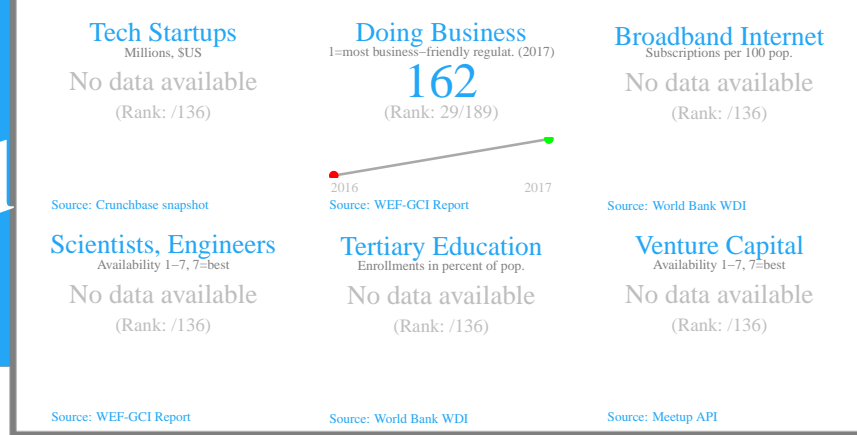 Tech Startups
Millions, $US
No data available
(Rank: /136)
Source: Crunchbase snapshot
Doing Business
1=most business−friendly regulat. (2017)
162
(Rank: 29/189)
2016 2017
Source: WEF-GCI Report
Broadband Internet
Subscriptions per 100 pop.
No data available
(Rank: /136)
Source: World Bank WDI
Scientists, Engineers
Availability 1−7, 7=best
No data available
(Rank: /136)
Source: WEF-GCI Report
Tertiary Education
Enrollments in percent of pop.
No data available
(Rank: /136)
Source: World Bank WDI
Venture Capital
Availability 1−7, 7=best
No data available
(Rank: /136)
Source: Meetup API